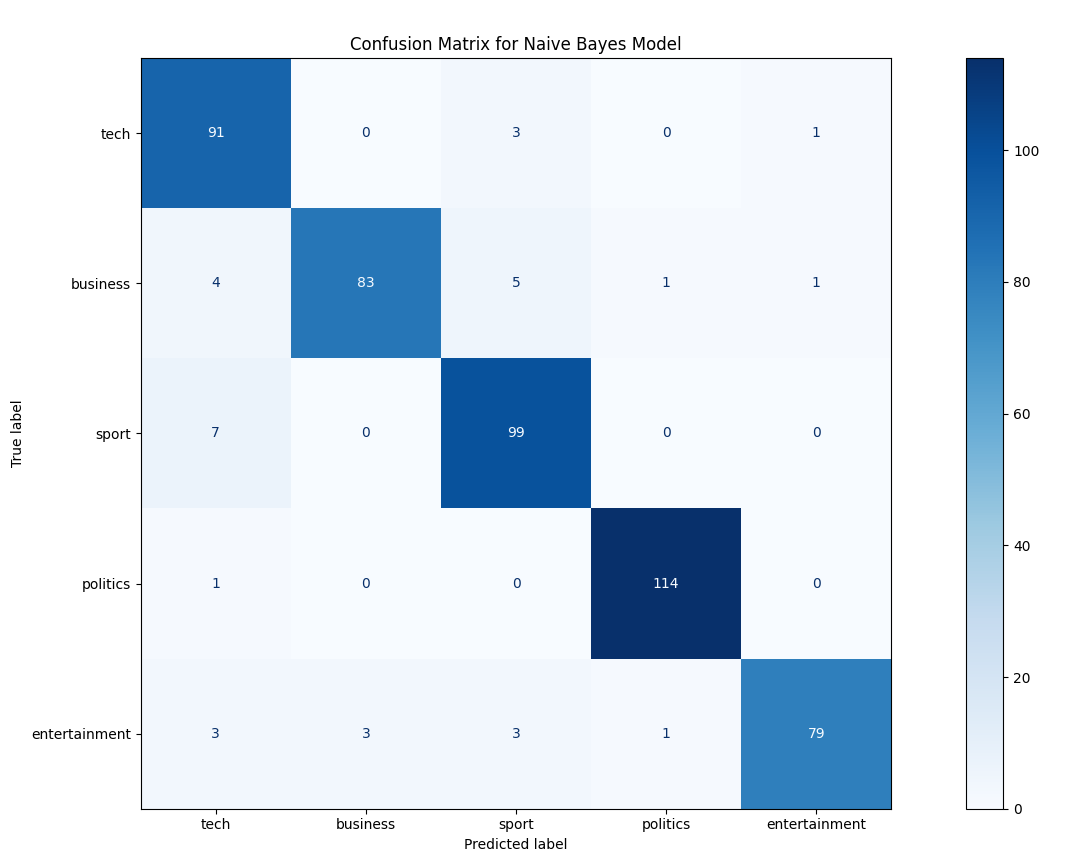 Confusion Matrix for Naive Bayes Model
tech 91 0 3 0 1
business 4 83 5 1 1
sport 7 0 99 0 0
politics 1 0 0 114 0
entertainment 3 3 3 1 79
tech business sport politics entertainment
Predicted label
True label
100
80
60
40
20
0